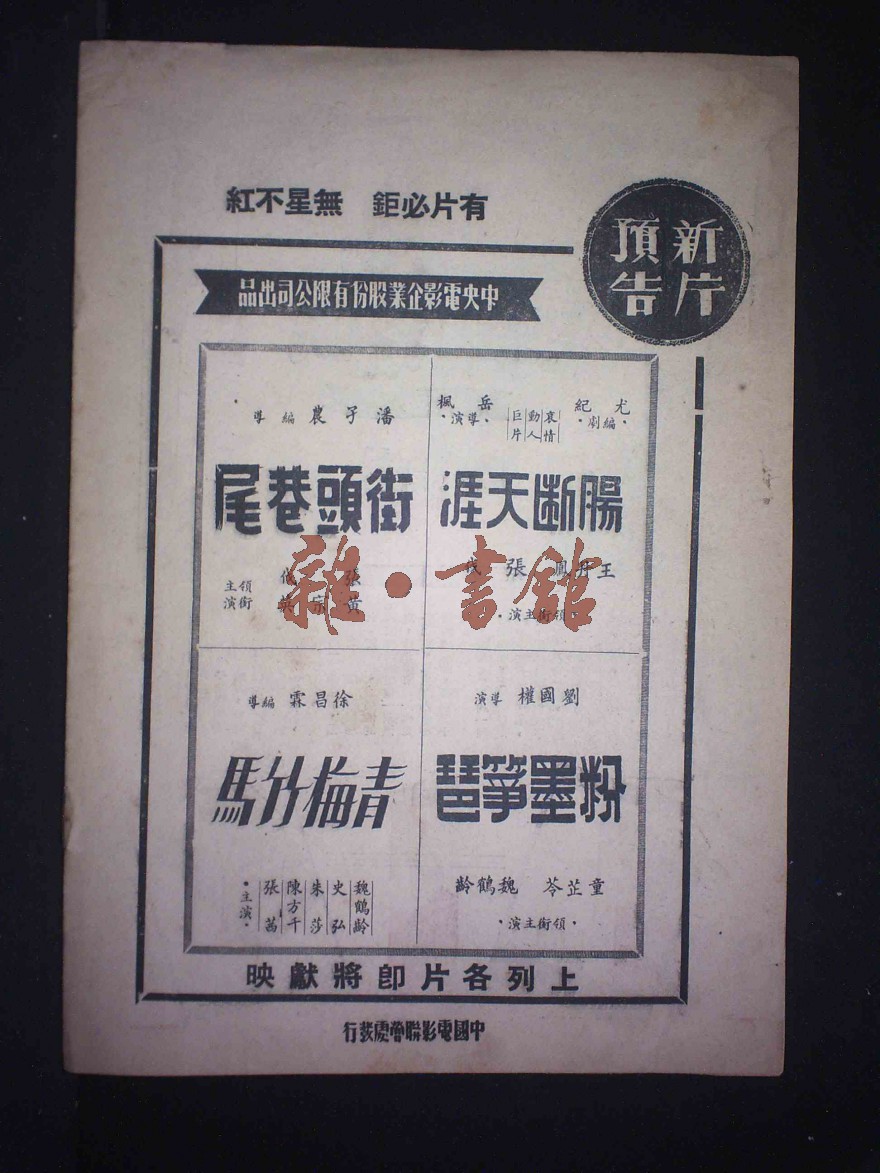 新片
預告
有片必鉅 無星不紅
中央電影企業股份有限公司出品
尤紀
·編劇·
哀情
動人
巨片
岳楓
·導演·
腸斷天涯
王丹鳳 張
·領銜主演·
潘孑農 編導
街頭巷尾
張
黃宗英
領銜
主演
劉國權 導演
粉墨箏琶
童芷苓 魏鶴齡
·領銜主演·
徐昌霖 編導
青梅竹馬
魏鶴齡
史弘
朱莎
陳方千
張茜
·主演·
上列各片卽將獻映
中國電影聯營處發行
雜·書館